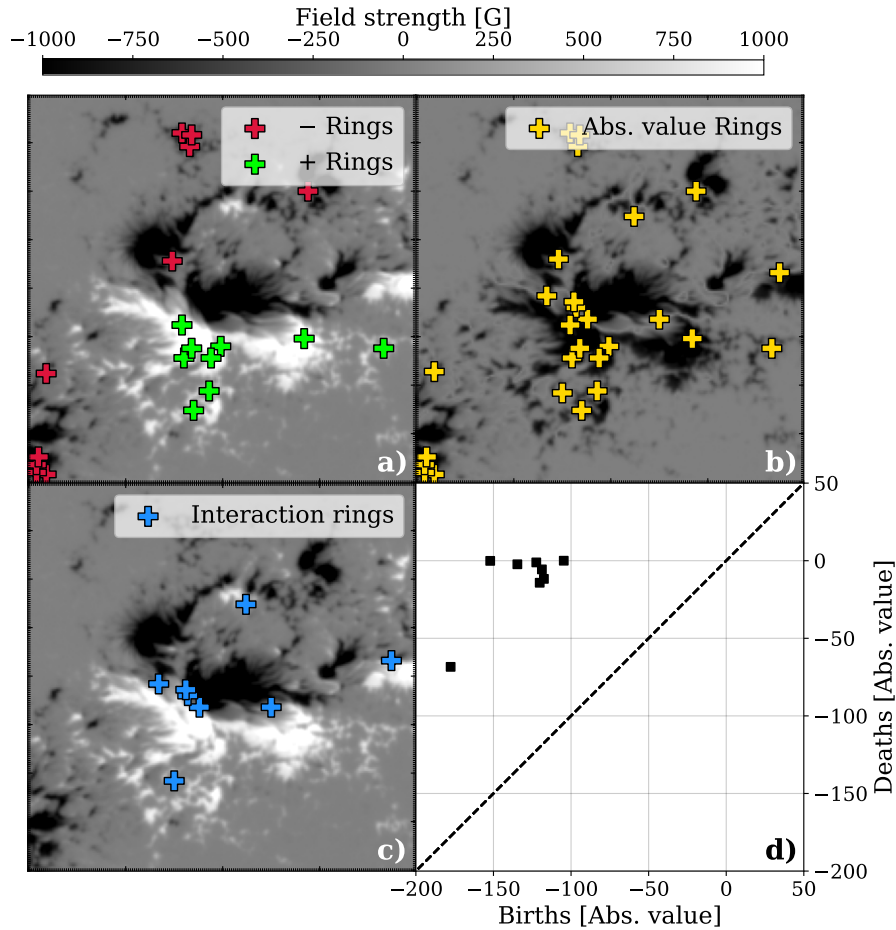 Field strength [G]
−1000 −750 −500 −250 0 250 500 750 1000
− Rings
+ Rings
a)
Abs. value Rings
b)
Interaction rings
c)
50
0
−50
−100
−150
−200
Deaths [Abs. value]
d)
−200 −150 −100 −50 0 50
Births [Abs. value]